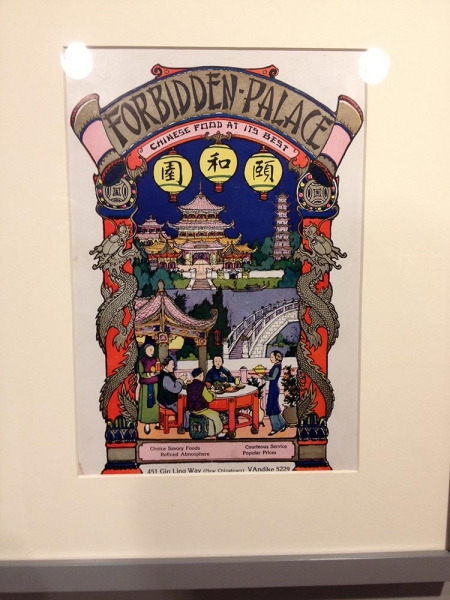 FORBIDDEN-PALACE
CHINESE FOOD AT ITS BEST
園和頤
Choice Savory Foods
Refined Atmosphere
Courteous Service
Popular Prices
451 Gin Ling Way (New Chinatown) VAndike 5229